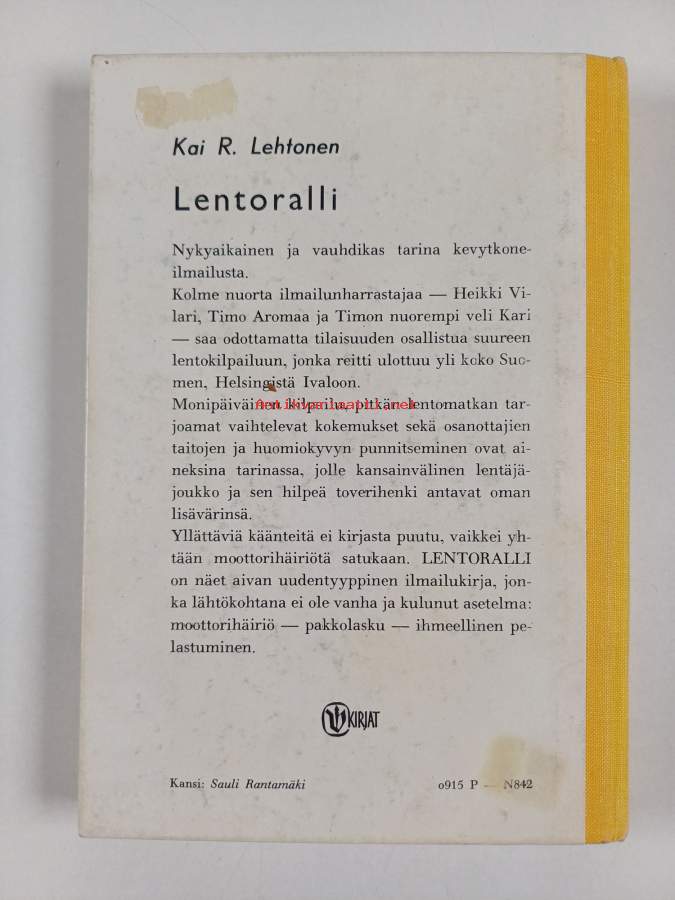 Kai R. Lehtonen
Lentoralli
Nykyaikainen ja vauhdikas tarina kevytkone-
ilmailusta.
Kolme nuorta ilmailunharrastajaa — Heikki Vi-
lari, Timo Aromaa ja Timon nuorempi veli Kari
— saa odottamatta tilaisuuden osallistua suureen
lentokilpailuun, jonka reitti ulottuu yli koko Suo-
men, Helsingistä Ivaloon.
Monipäiväinen kilpailu, pitkän lentomatkan tar-
Antikvariaatti.net
joamat vaihtelevat kokemukset sekä osanottajien
taitojen ja huomiokyvyn punnitseminen ovat ai-
neksina tarinassa, jolle kansainvälinen lentäjä-
joukko ja sen hilpeä toverihenki antavat oman
lisävärinsä.
Yllättäviä käänteitä ei kirjasta puutu, vaikkei yh-
tään moottorihäiriötä satukaan. LENTORALLI
on näet aivan uudentyyppinen ilmailukirja, jon-
ka lähtökohtana ei ole vanha ja kulunut asetelma:
moottorihäiriö — pakkolasku — ihmeellinen pe-
lastuminen.
KIRJAT
Kansi: Sauli Rantamäki o915 P — N842